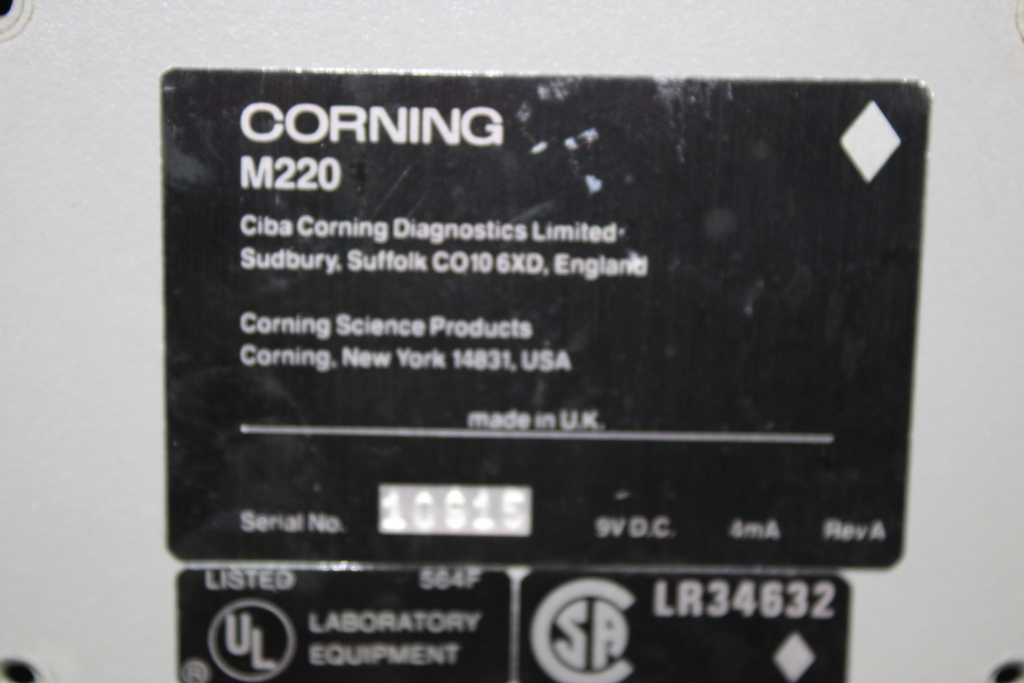 CORNING
M220
Ciba Corning Diagnostics Limited
Sudbury, Suffolk CO10 6XD, England
Corning Science Products
Corning, New York 14831, USA
made in U.K.
Serial No. 9V D.C. 4mA Rev A
LISTED 564F
UL LABORATORY
EQUIPMENT
®
SA LR34632